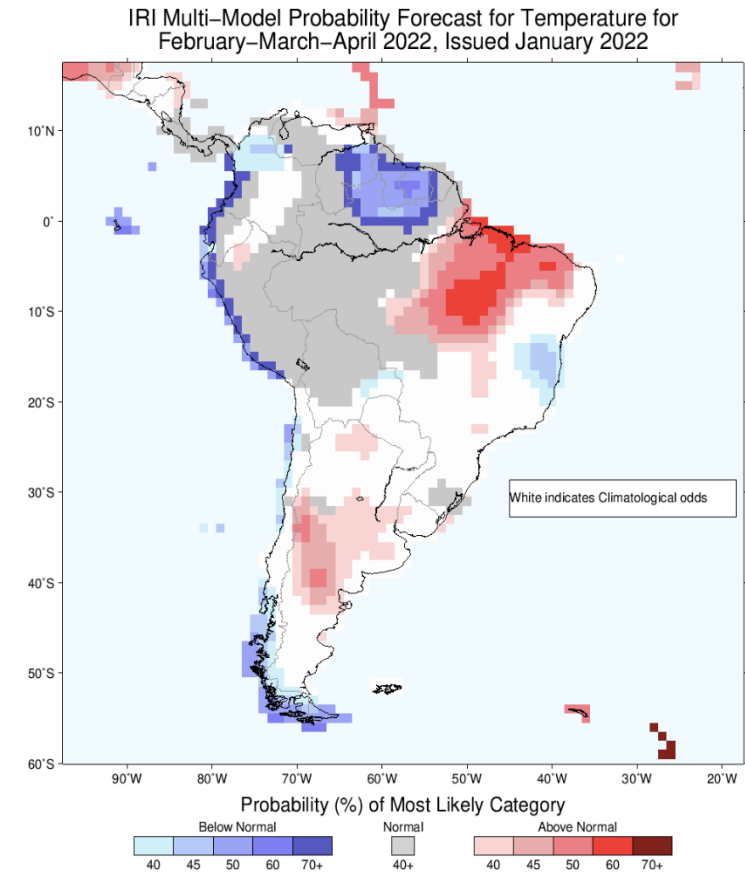 IRI Multi-Model Probability Forecast for Temperature for
February-March-April 2022, Issued January 2022
10˚N
0˚
10˚S
20˚S
30˚S
White indicates Climatological odds
40˚S
50˚S
60˚S
90˚W 80˚W 70˚W 60˚W 50˚W 40˚W 30˚W 20˚W
Probability (%) of Most Likely Category
Below Normal Normal Above Normal
40 45 50 60 70+ 40+ 40 45 50 60 70+